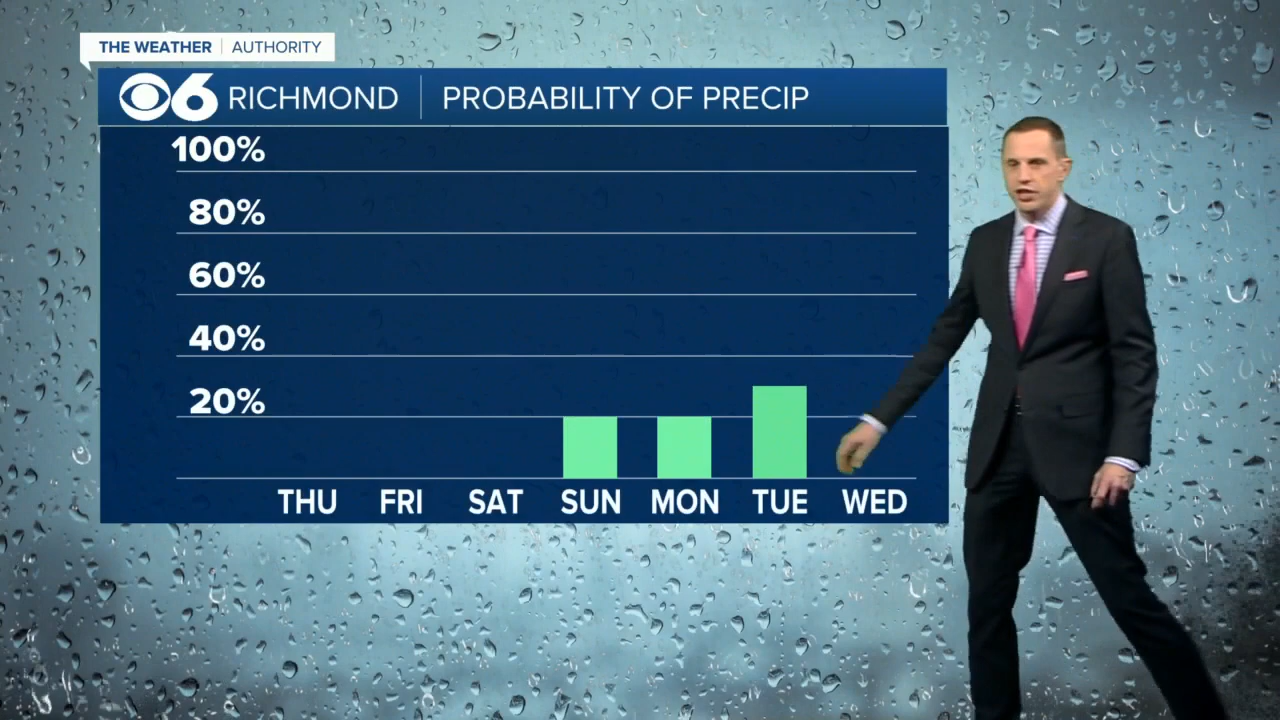 THE WEATHER | AUTHORITY
6 RICHMOND | PROBABILITY OF PRECIP
100%
80%
60%
40%
20%
THU FRI SAT SUN MON TUE WED